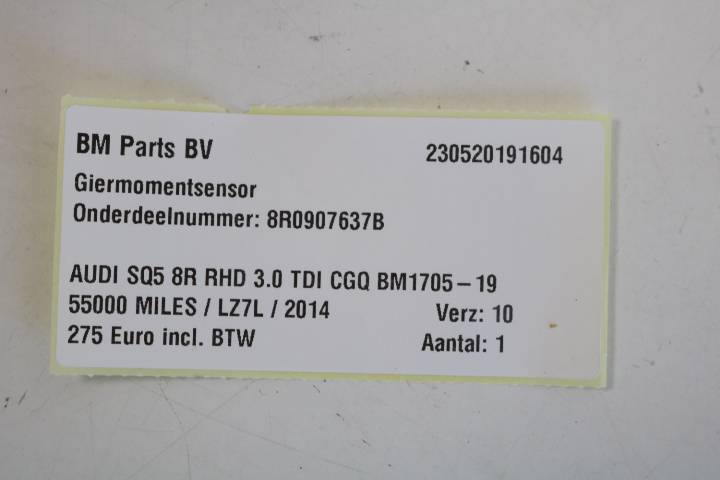 BM Parts BV 230520191604
Giermomentsensor
Onderdeelnummer: 8R0907637B
AUDI SQ5 8R RHD 3.0 TDI CGQ BM1705-19
55000 MILES / LZ7L / 2014 Verz: 10
275 Euro incl. BTW Aantal: 1